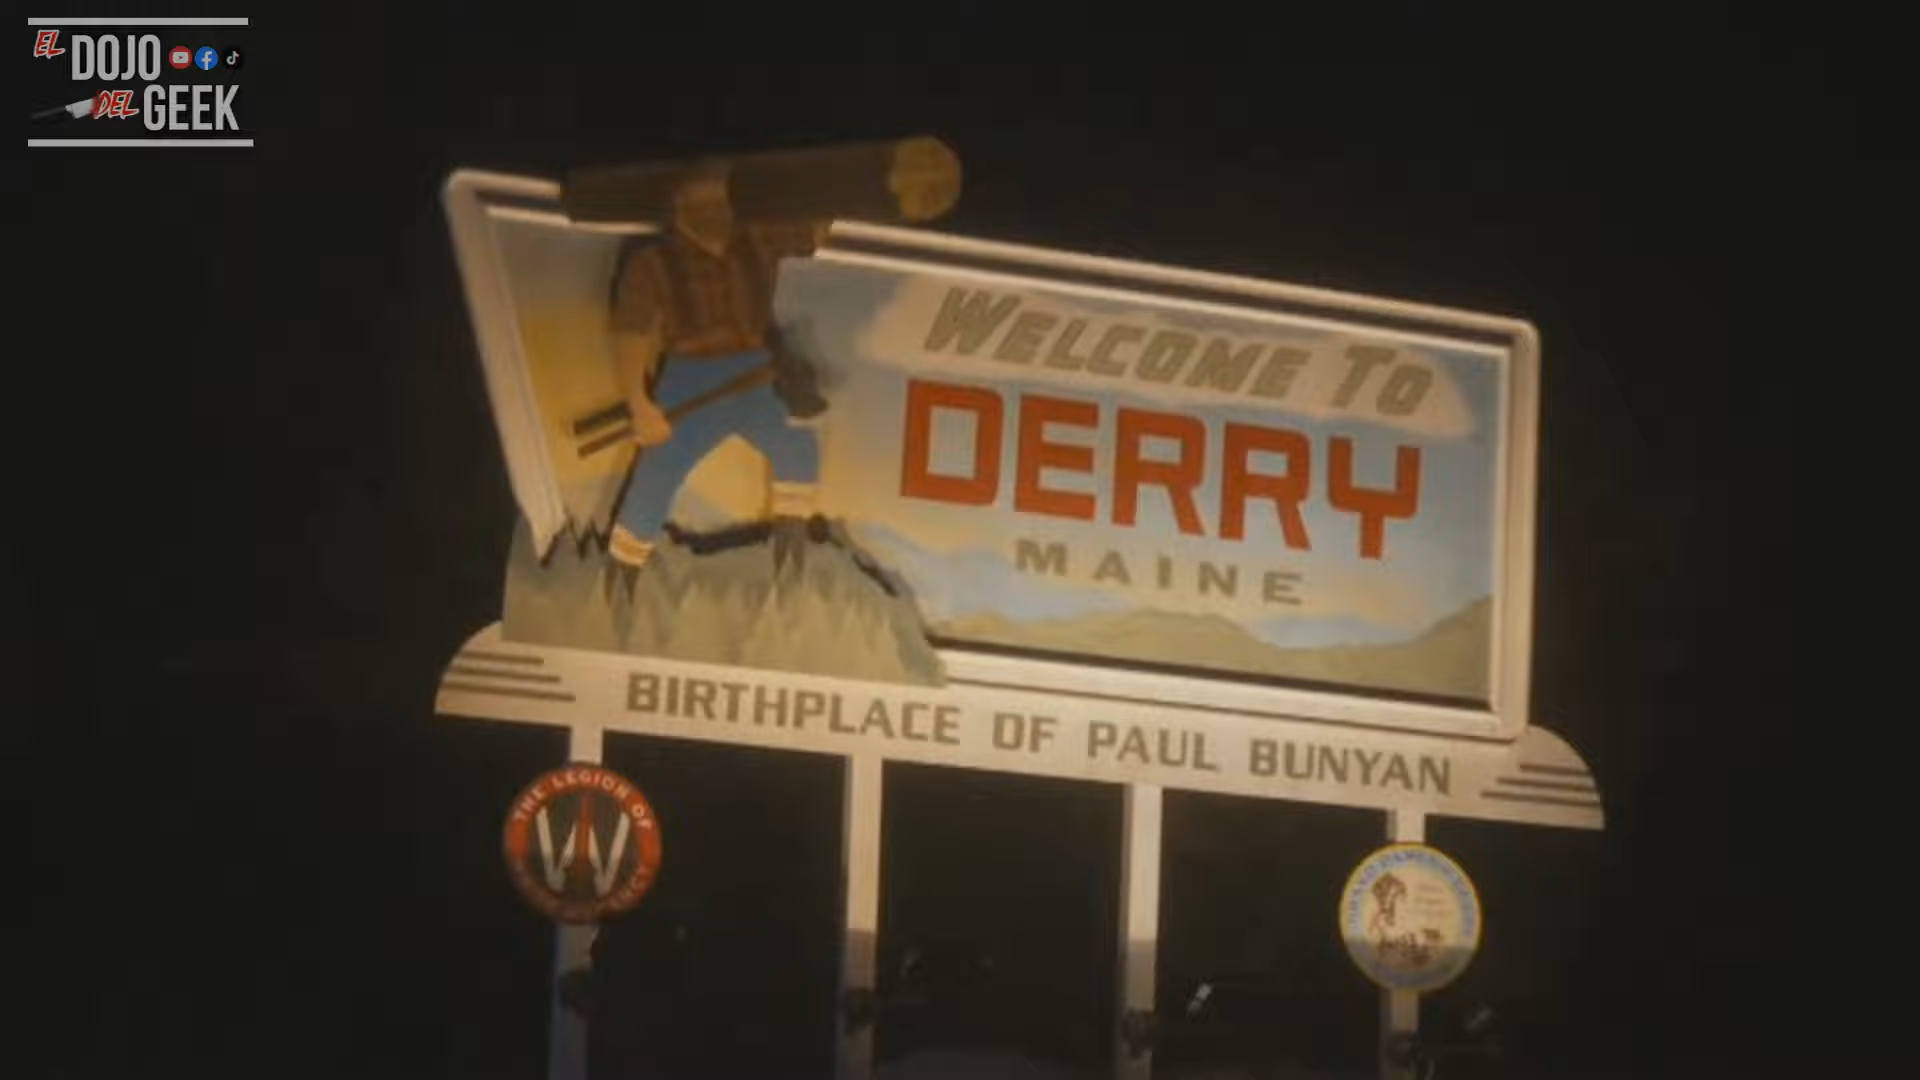 EL DOJO
DEL GEEK
WELCOME TO
DERRY
MAINE
BIRTHPLACE OF PAUL BUNYAN
THE LEGION OF